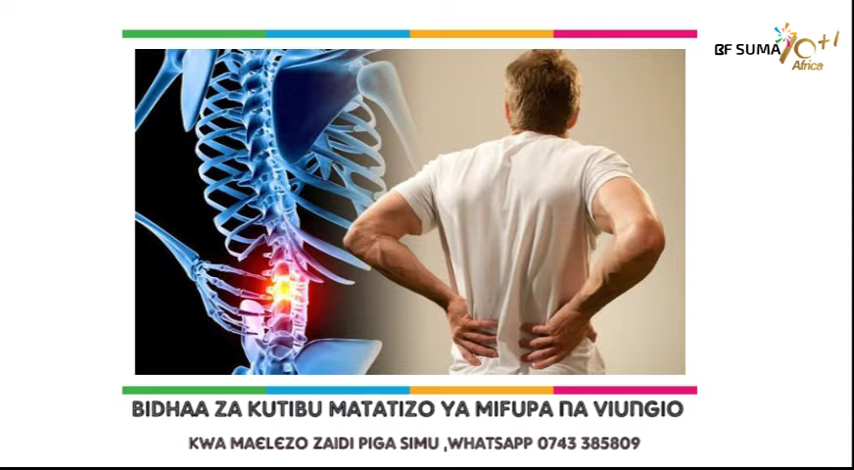 BF SUMA 10+1
Africa
BIDHAA ZA KUTIBU MATATIZO YA MIFUPA NA VIUNGIO
KWA MAELEZO ZAIDI PIGA SIMU ,WHATSAPP 0743 385809